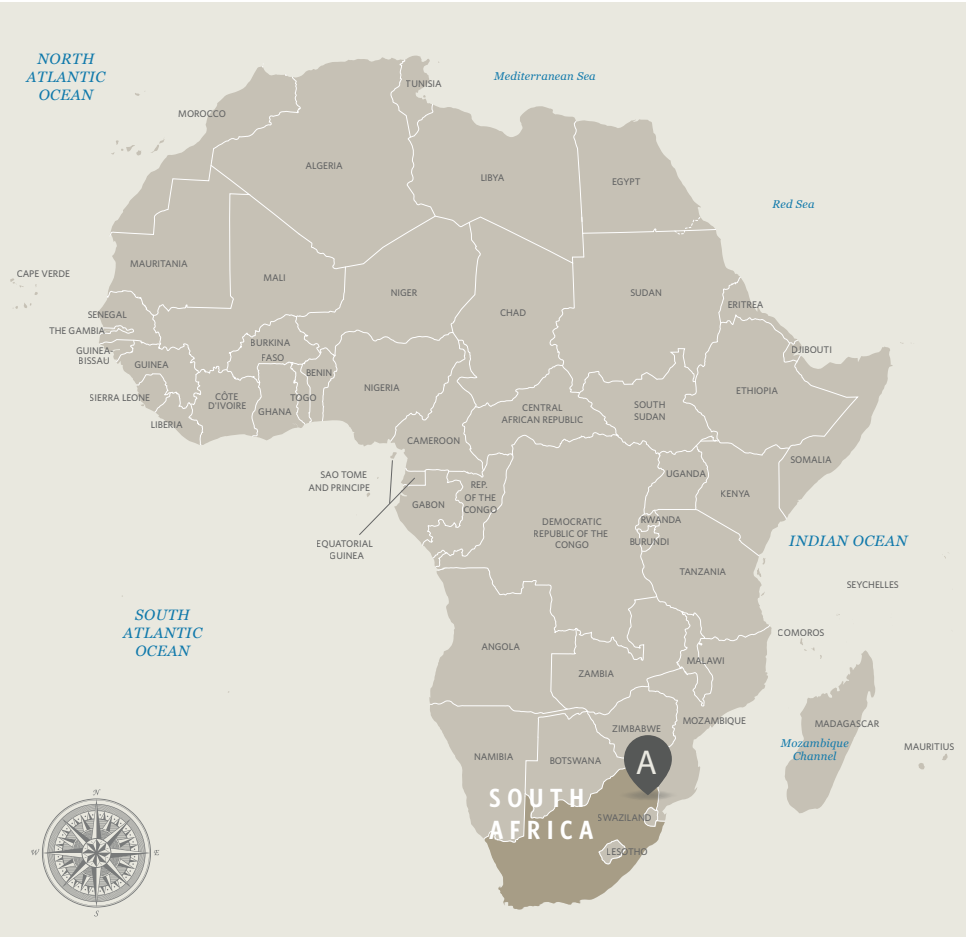 NORTH
ATLANTIC
OCEAN
Mediterranean Sea
TUNISIA
MOROCCO
ALGERIA
LIBYA
EGYPT
Red Sea
CAPE VERDE
MAURITANIA
MALI
NIGER
CHAD
SUDAN
ERITREA
SENEGAL
THE GAMBIA
GUINEA-
BISSAU
GUINEA
BURKINA
FASO
BENIN
DJIBOUTI
SIERRA LEONE
CÔTE
D'IVOIRE
GHANA
TOGO
NIGERIA
ETHIOPIA
LIBERIA
CENTRAL
AFRICAN REPUBLIC
SOUTH
SUDAN
CAMEROON
SOMALIA
SAO TOME
AND PRINCIPE
GABON
REP.
OF THE
CONGO
UGANDA
KENYA
EQUATORIAL
GUINEA
DEMOCRATIC
REPUBLIC OF THE
CONGO
RWANDA
BURUNDI
INDIAN OCEAN
TANZANIA
SEYCHELLES
SOUTH
ATLANTIC
OCEAN
COMOROS
ANGOLA
ZAMBIA
MALAWI
MOZAMBIQUE
MADAGASCAR
ZIMBABWE
Mozambique
Channel
MAURITIUS
NAMIBIA
BOTSWANA
A
SOUTH
AFRICA
SWAZILAND
LESOTHO
N
W
E
S